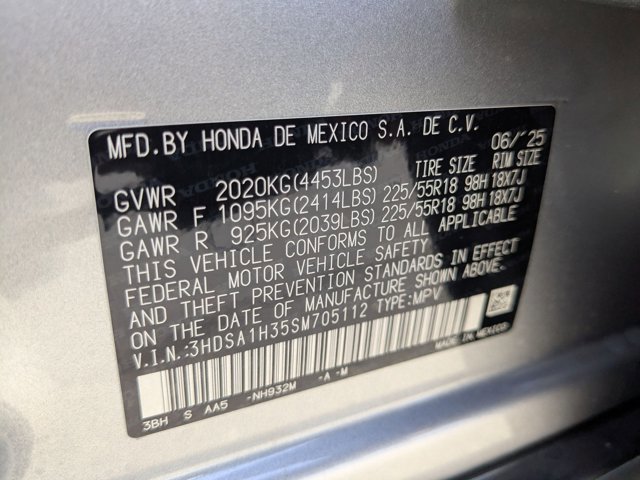 MFD.BY HONDA DE MEXICO S.A. DE C.V. 06/'25
TIRE SIZE RIM SIZE
GVWR 2020KG(4453LBS)
GAWR F 1095KG(2414LBS) 225/55R18 98H 18X7J
GAWR R 925KG(2039LBS) 225/55R18 98H 18X7J
THIS VEHICLE CONFORMS TO ALL APPLICABLE
FEDERAL MOTOR VEHICLE SAFETY
AND THEFT PREVENTION STANDARDS IN EFFECT
ON THE DATE OF MANUFACTURE SHOWN ABOVE.
V.I.N.:3HDSA1H35SM705112 TYPE:MPV
MADE IN MEXICO
3BH S AA5 -NH932M -A -M